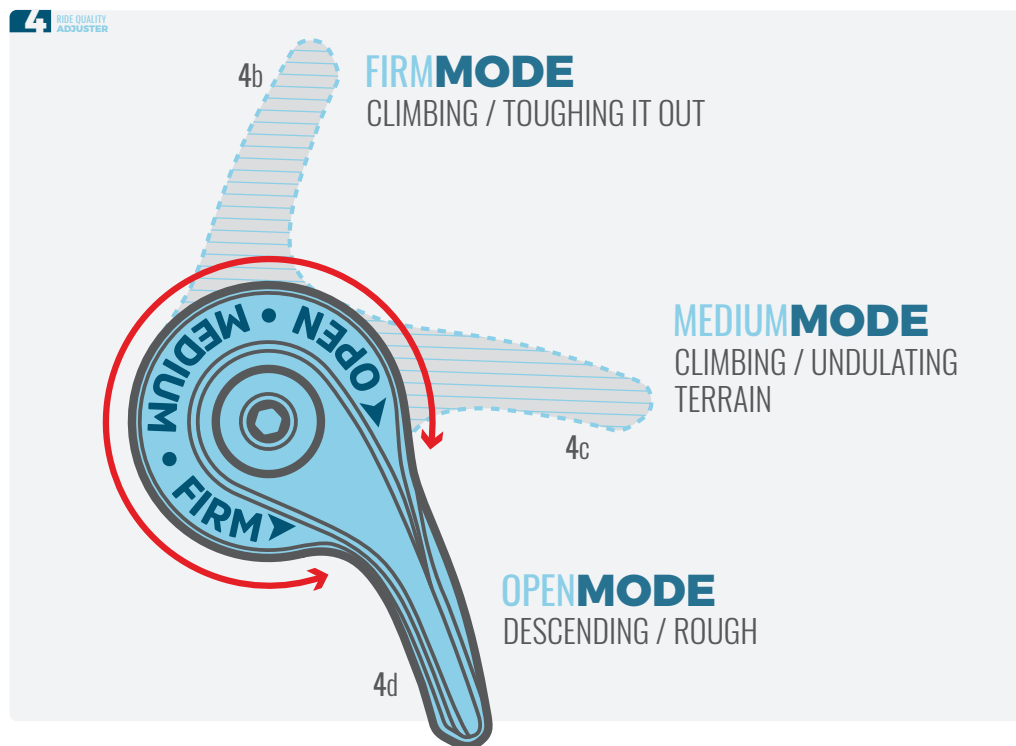 4 RIDE QUALITY
ADJUSTER
4b
FIRMMODE
CLIMBING / TOUGHING IT OUT
MEDIUMMODE
CLIMBING / UNDULATING
TERRAIN
4c
OPEN • MEDIUM • FIRM
OPENMODE
DESCENDING / ROUGH
4d